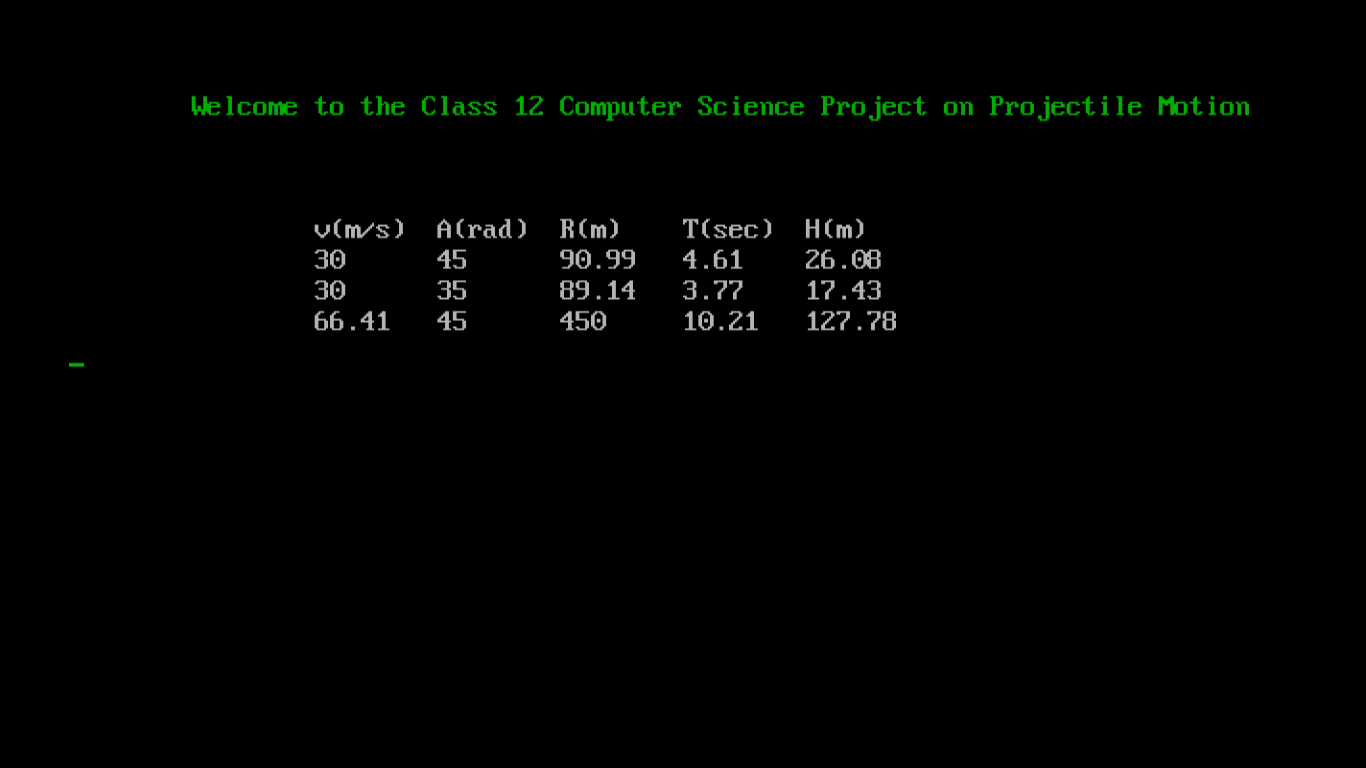 Welcome to the Class 12 Computer Science Project on Projectile Motion
v(m/s) A(rad) R(m) T(sec) H(m)
30 45 90.99 4.61 26.08
30 35 89.14 3.77 17.43
66.41 45 450 10.21 127.78